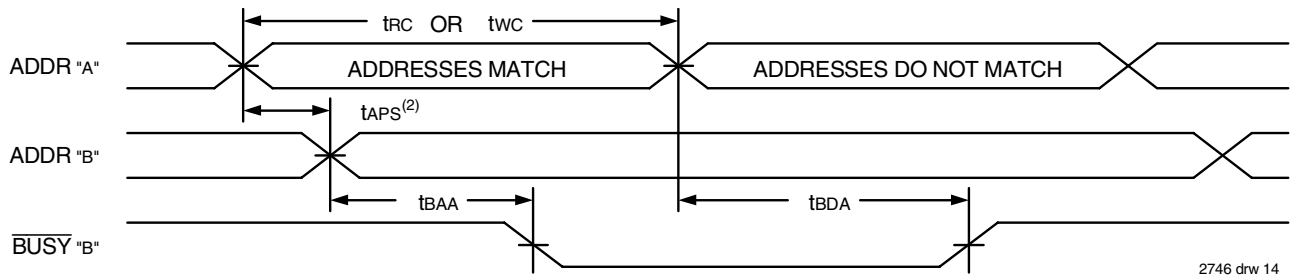 tRC OR tWC
ADDR "A"
ADDRESSES MATCH
ADDRESSES DO NOT MATCH
tAPS(2)
ADDR "B"
tBAA
tBDA
BUSY "B"
2746 drw 14